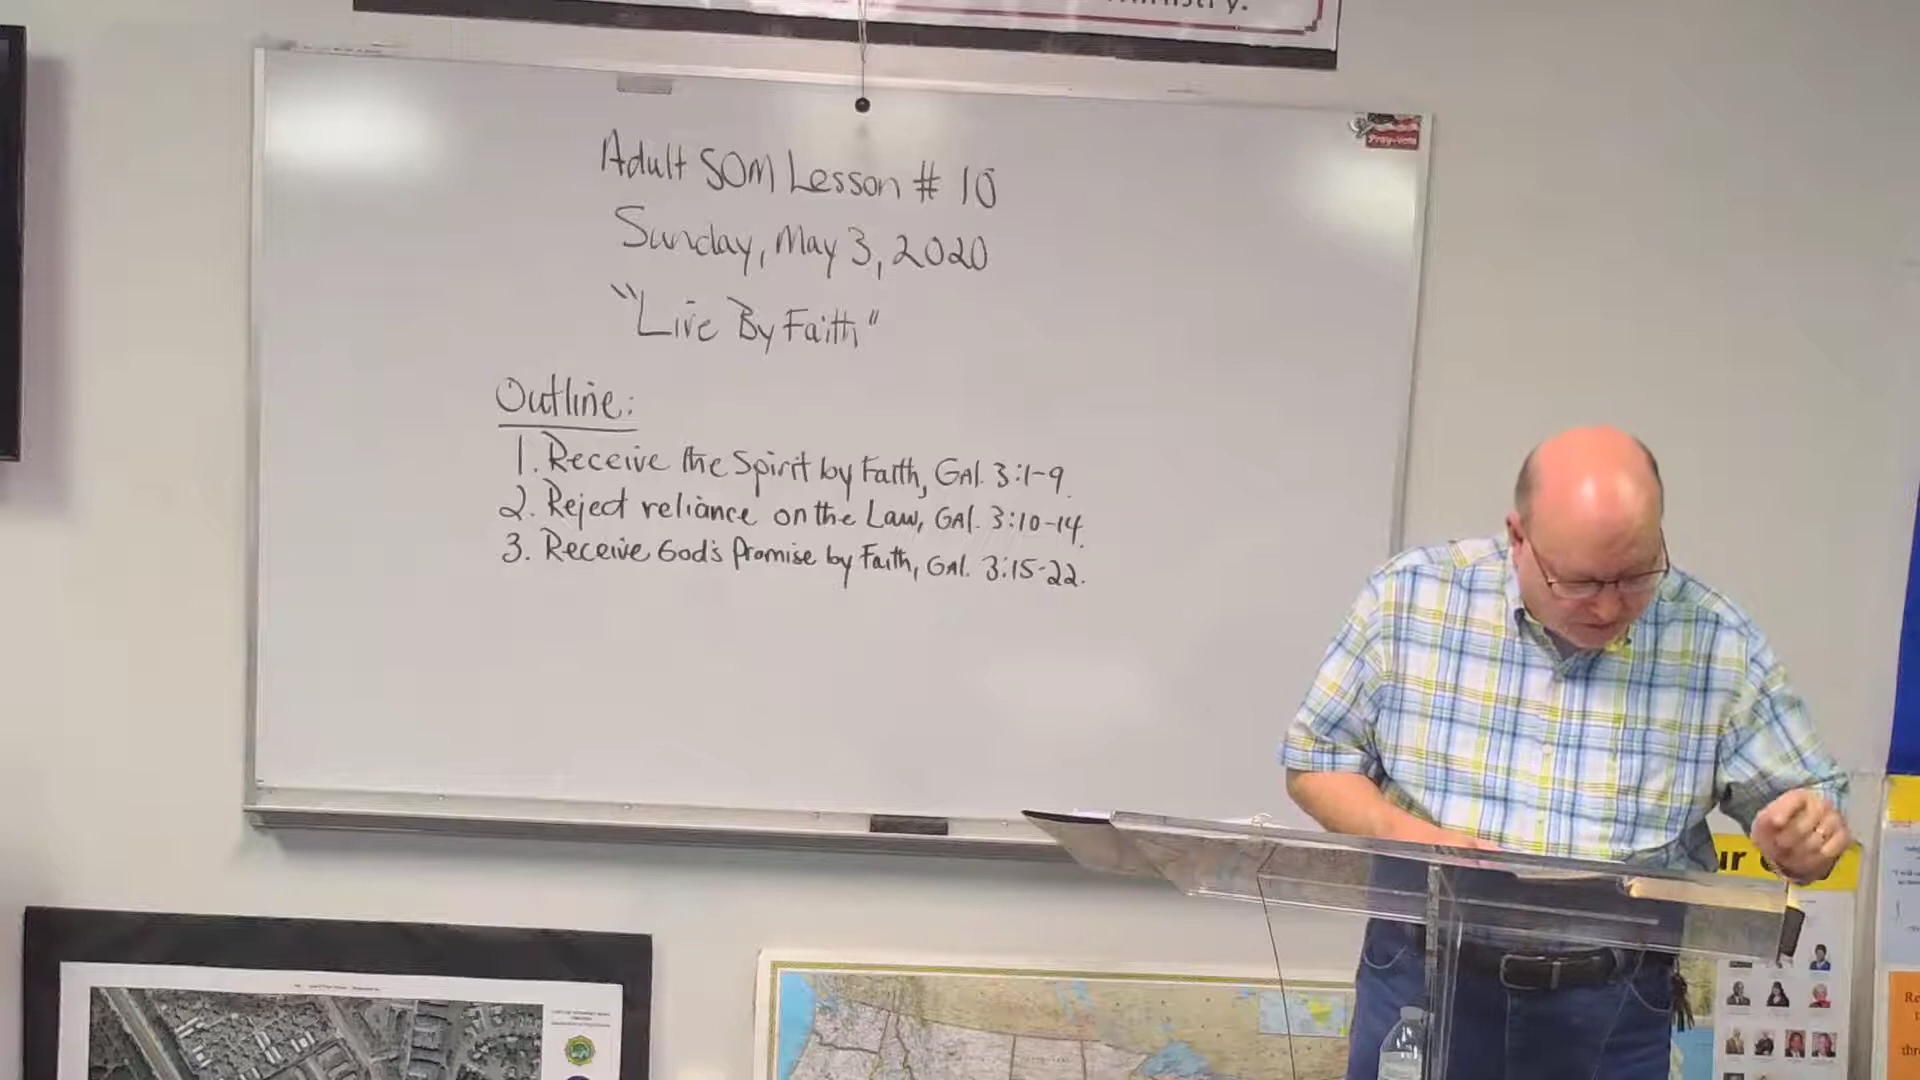 Adult SOM Lesson # 10
Sunday, May 3, 2020
"Live By Faith"
Outline:
1. Receive the Spirit by Faith, GAl. 3:1-9.
2. Reject reliance on the Law, GAl. 3:10-14.
3. Receive God's Promise by Faith, GAl. 3:15-22.